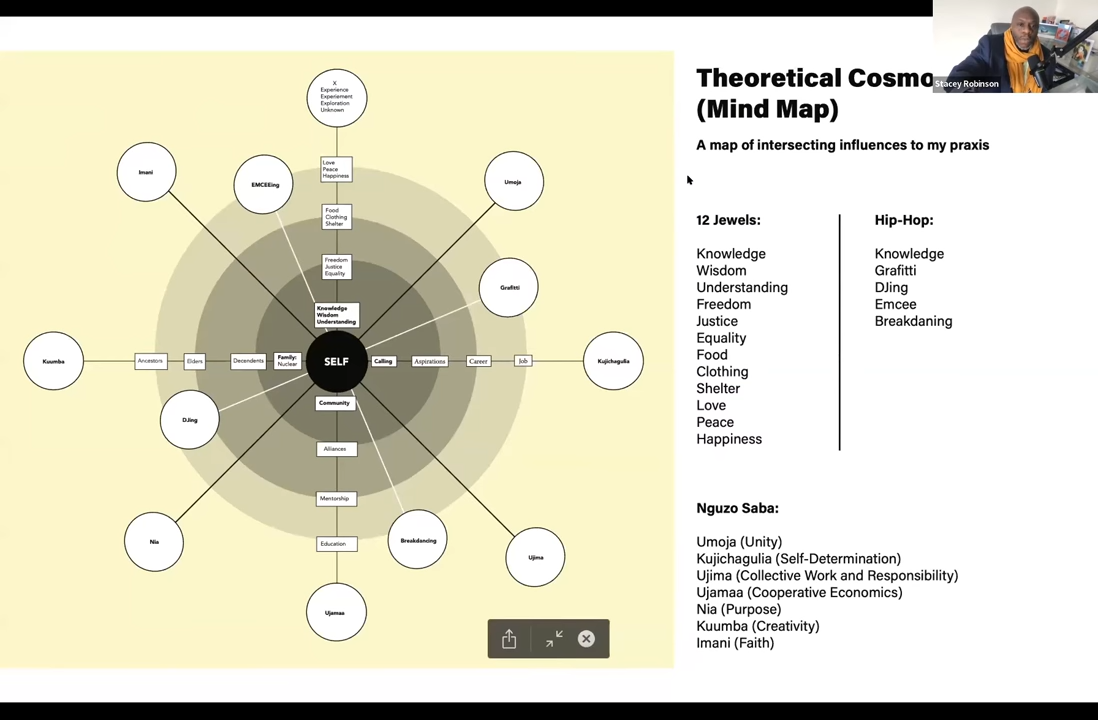 X
Experience
Experiement
Exploration
Unknown
Imani
EMCEEing
Love
Peace
Happiness
Umoja
Food
Clothing
Shelter
Freedom
Justice
Equality
Grafitti
Knowledge
Wisdom
Understanding
Kuumba
Ancestors
Elders
Decendents
Family:
Nuclear
SELF
Calling
Aspirations
Career
Job
Kujichagulia
Community
DJing
Alliances
Mentorship
Education
Nia
Breakdancing
Ujima
Ujamaa
Theoretical Cosmo
(Mind Map)
Stacey Robinson
A map of intersecting influences to my praxis
12 Jewels:
Knowledge
Wisdom
Understanding
Freedom
Justice
Equality
Food
Clothing
Shelter
Love
Peace
Happiness
Hip-Hop:
Knowledge
Grafitti
DJing
Emcee
Breakdaning
Nguzo Saba:
Umoja (Unity)
Kujichagulia (Self-Determination)
Ujima (Collective Work and Responsibility)
Ujamaa (Cooperative Economics)
Nia (Purpose)
Kuumba (Creativity)
Imani (Faith)